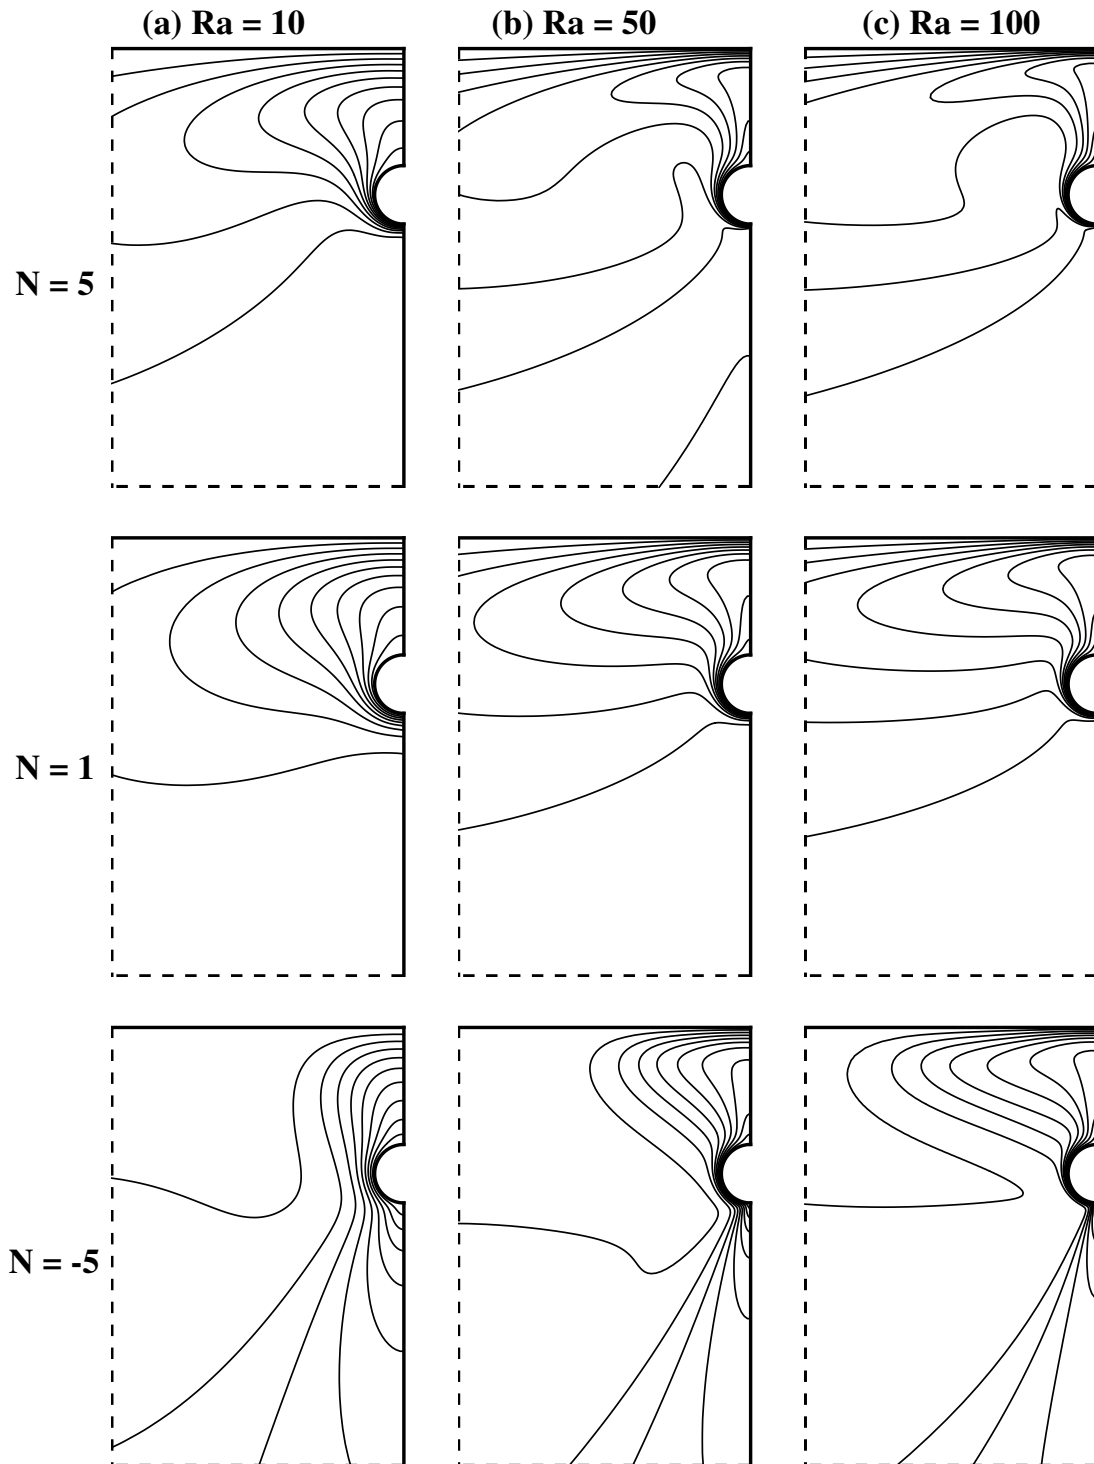 (a) Ra = 10
(b) Ra = 50
(c) Ra = 100
N = 5
N = 1
N = -5